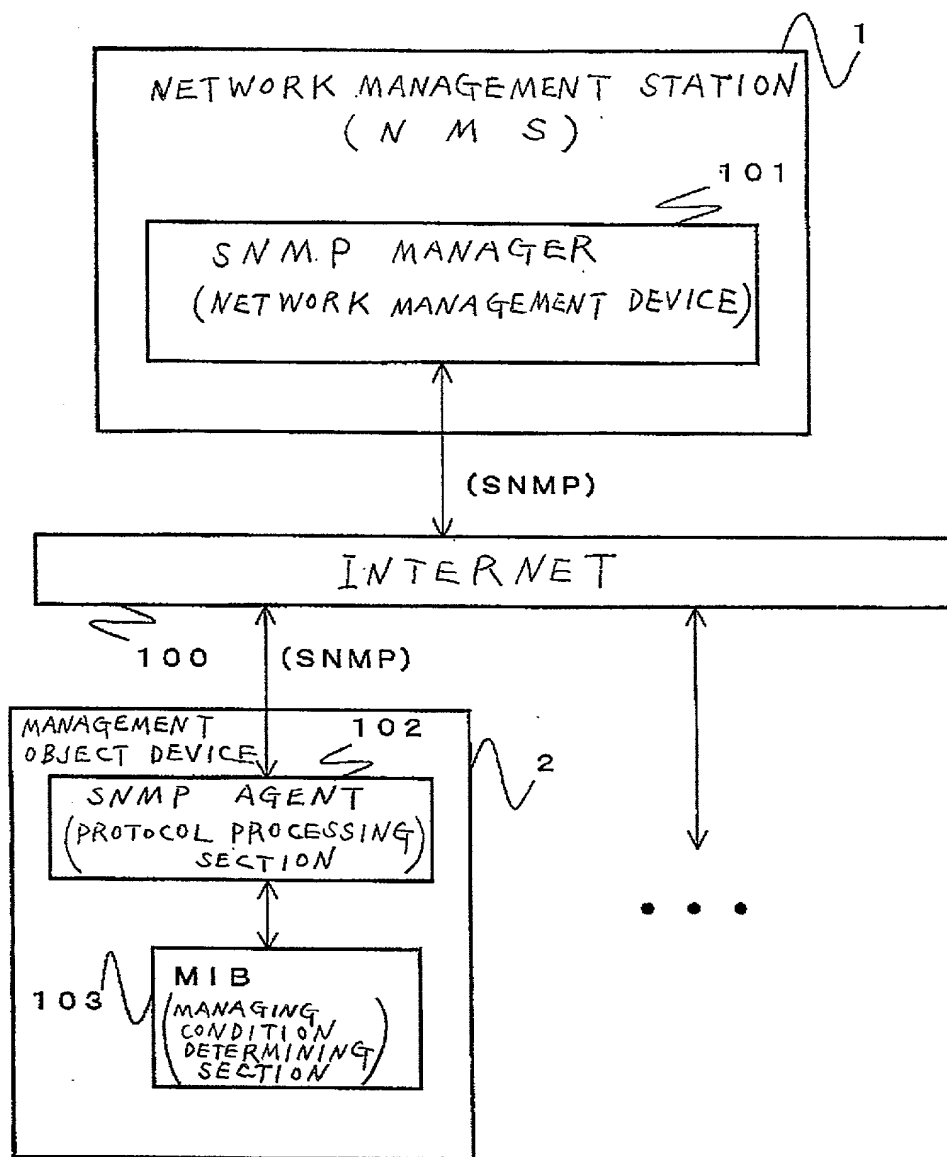 1
NETWORK MANAGEMENT STATION
(N M S)
101
SNMP MANAGER
(NETWORK MANAGEMENT DEVICE)
(SNMP)
INTERNET
100
(SNMP)
MANAGEMENT
OBJECT DEVICE
102
2
SNMP AGENT
(PROTOCOL PROCESSING
SECTION)
• • •
103
MIB
(MANAGING
CONDITION
DETERMINING
SECTION)